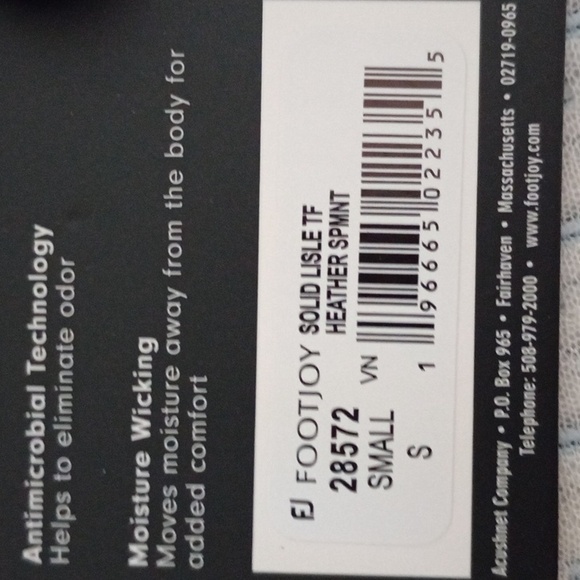 Antimicrobial Technology
Helps to eliminate odor
Moisture Wicking
Moves moisture away from the body for
added comfort
FJ FOOTJOY SOLID LISLE TF
28572 HEATHER SPMNT
SMALL VN
S
1 96665 02235 5
Acushnet Company • P.O. Box 965 • Fairhaven • Massachusetts • 02719-0965
Telephone: 508-979-2000 • www.footjoy.com